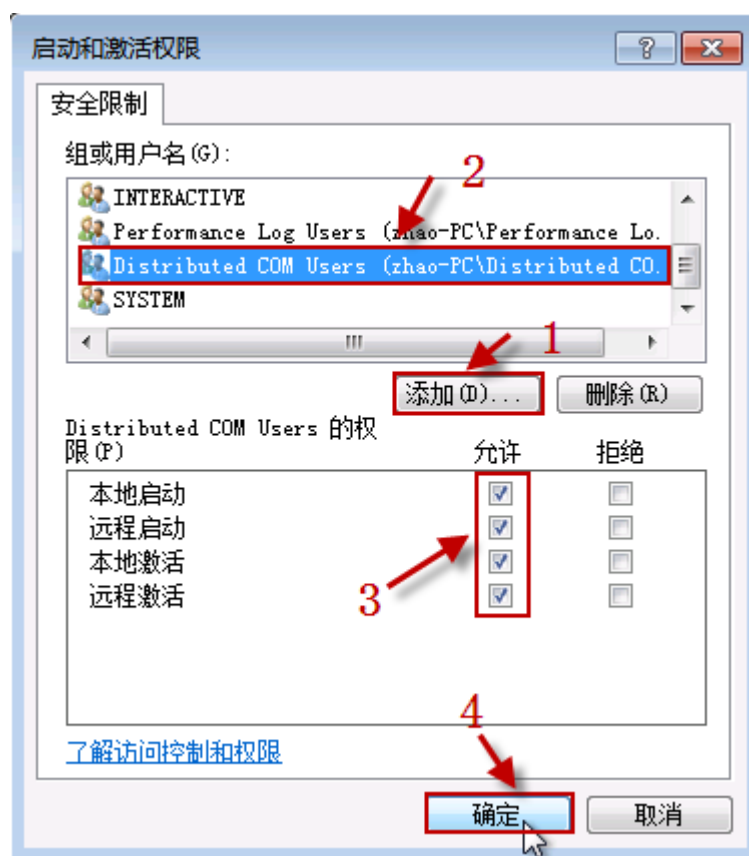 启动和激活权限
安全限制
组或用户名(G):
2
INTERACTIVE
Performance Log Users (zhao-PC\Performance Lo.
Distributed COM Users (zhao-PC\Distributed CO.
SYSTEM
1
添加(D)... 删除(R)
Distributed COM Users 的权
限(P) 允许 拒绝
本地启动
远程启动
本地激活
远程激活
3
4
了解访问控制和权限
确定 取消